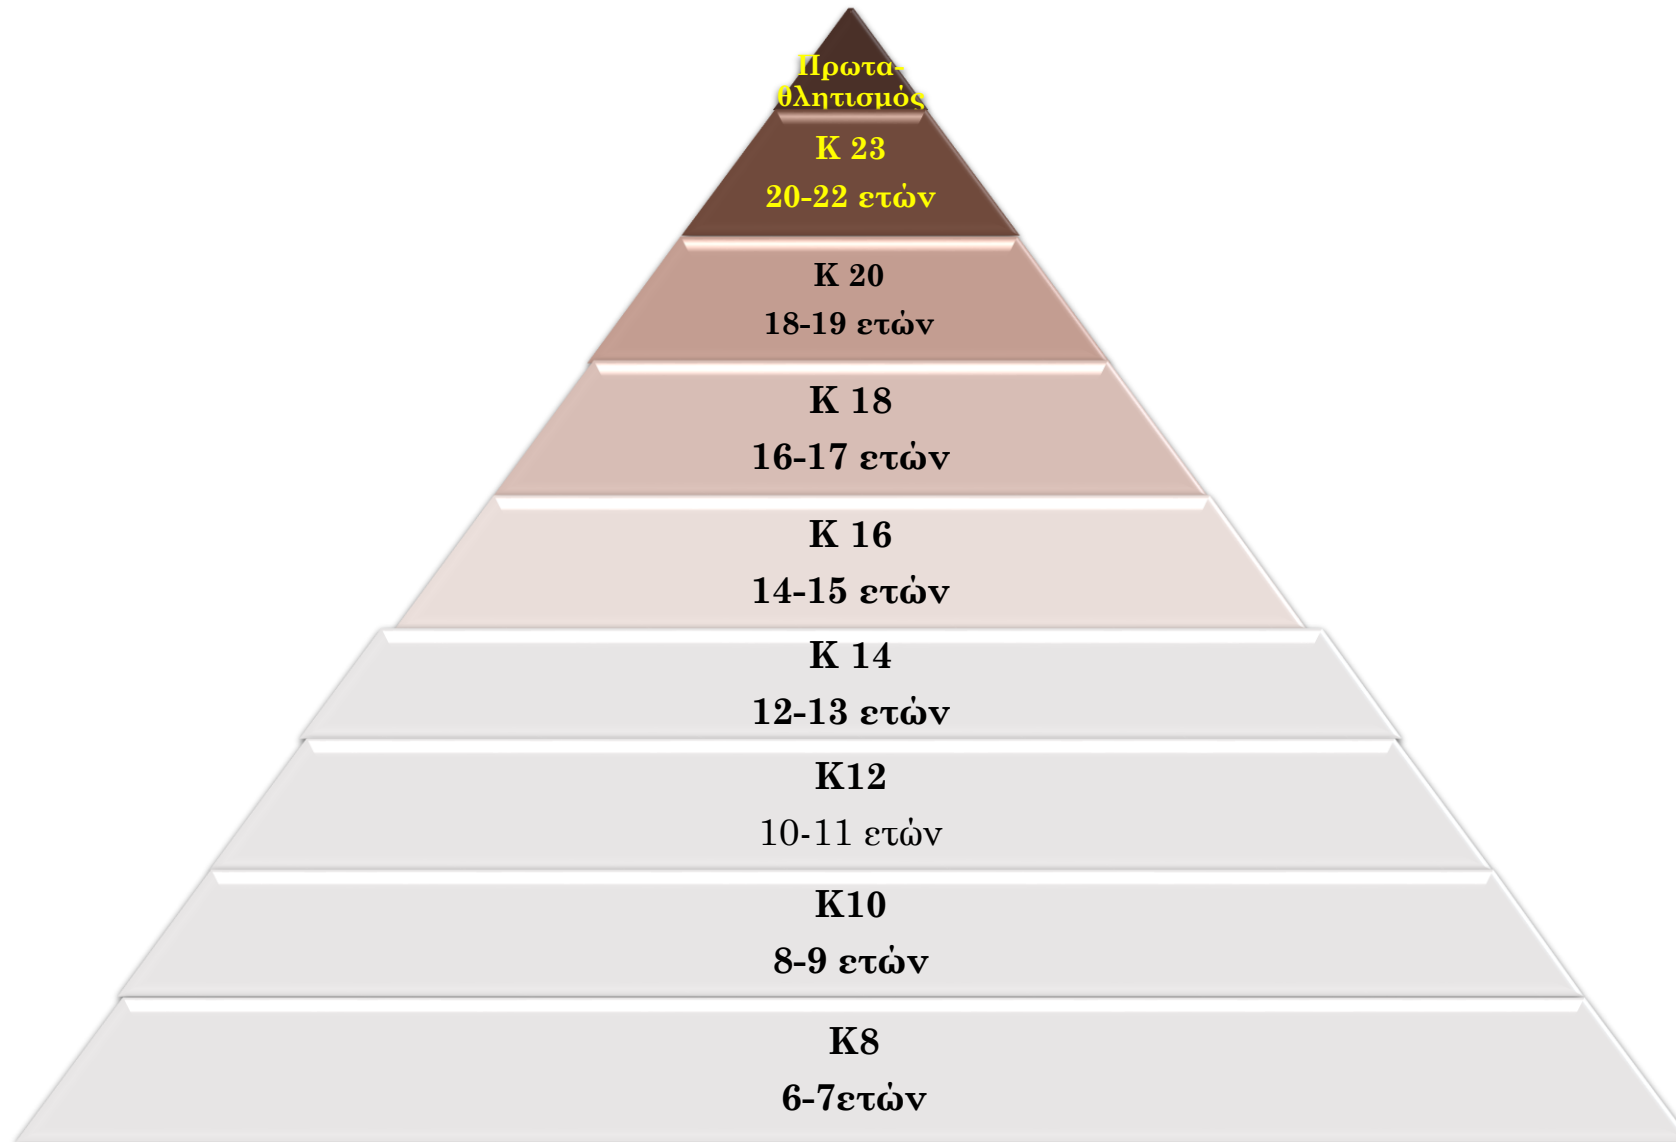 Πρωτα-
θλητισμός
Κ 23
20-22 ετών
Κ 20
18-19 ετών
Κ 18
16-17 ετών
Κ 16
14-15 ετών
Κ 14
12-13 ετών
Κ12
10-11 ετών
Κ10
8-9 ετών
Κ8
6-7ετών